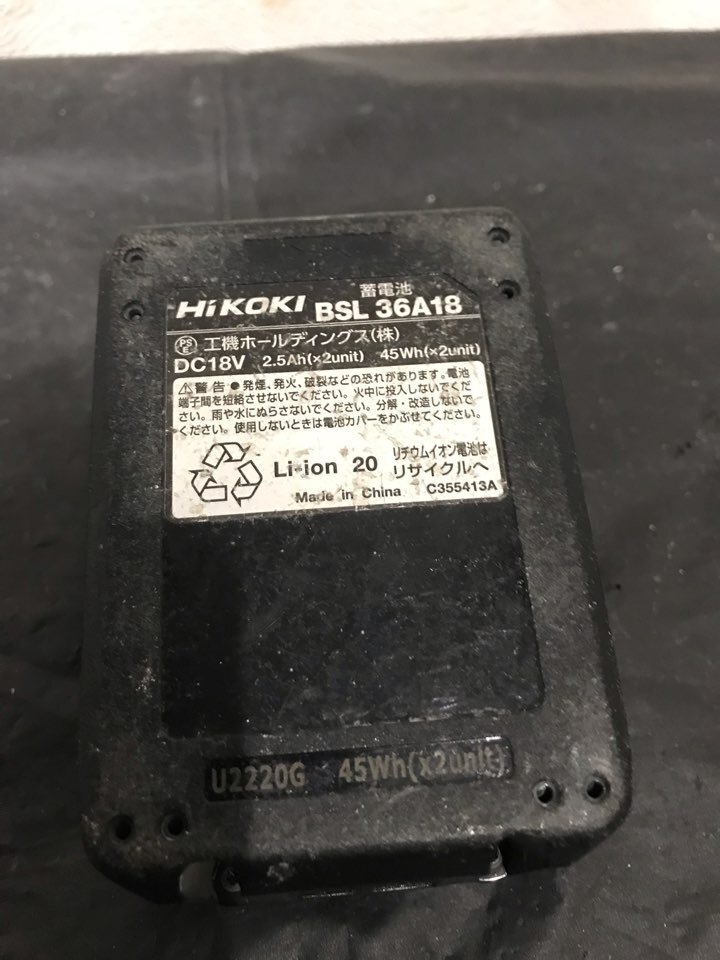 蓄電池
HiKOKI BSL 36A18
PSE 工機ホールディングス(株)
DC18V 2.5Ah(×2unit) 45Wh(×2unit)
⚠警告●発煙、発火、破裂などの恐れがあります。電池
端子間を短絡させないでください。火中に投入しないでくだ
さい。雨や水にぬらさないでください。分解・改造しないで
ください。使用しないときは電池カバーをかぶせてください。
Li-ion 20 リチウムイオン電池は
リサイクルへ
Made in China C355413A
U2220G 45Wh(x2unit)